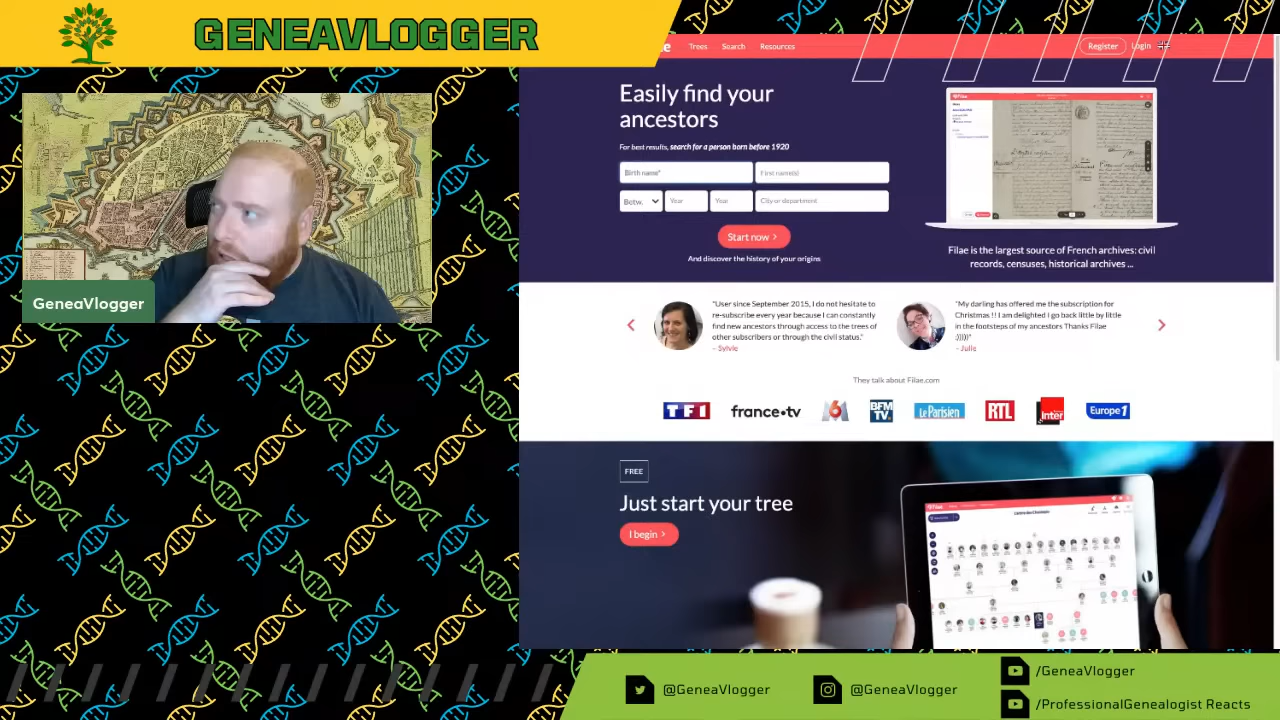 GENEAVLOGGER
Trees
Search
Resources
Register
Login
Easily find your
ancestors
For best results, search for a person born before 1920
Birth name*
First name(s)
Betw.
Year
Year
City or department
Start now >
And discover the history of your origins
Filae is the largest source of French archives: civil
records, censuses, historical archives ...
GeneaVlogger
"User since September 2015, I do not hesitate to
re-subscribe every year because I can constantly
find new ancestors through access to the trees of
other subscribers or through the civil status."
- Sylvie
"My darling has offered me the subscription for
Christmas !! I am delighted I go back little by little
in the footsteps of my ancestors Thanks Filae
:)))))"
- Julie
They talk about Filae.com
TF1
france•tv
M6
BFM
TV.
Le Parisien
RTL
inter
Europe1
FREE
Just start your tree
I begin >
@GeneaVlogger
@GeneaVlogger
/GeneaVlogger
/ProfessionalGenealogist Reacts